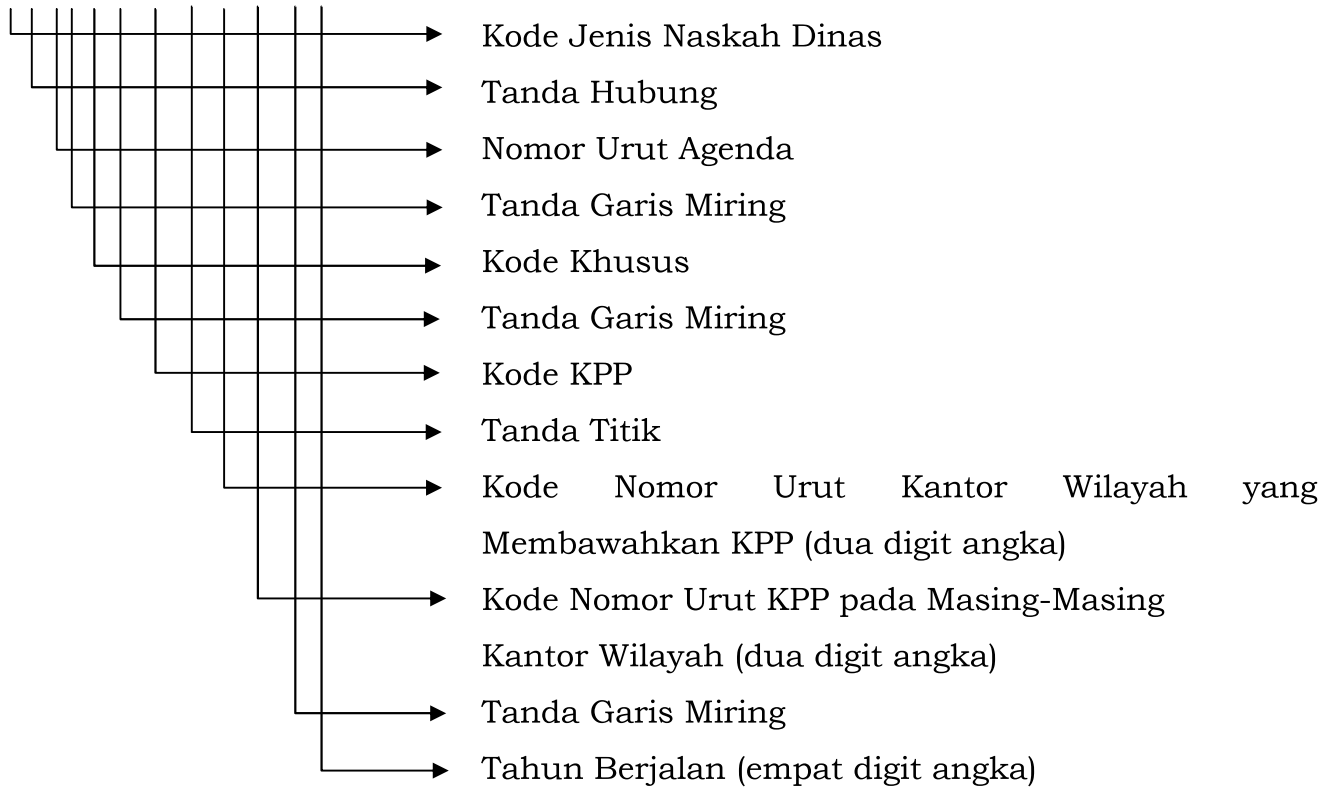 Kode Jenis Naskah Dinas
Tanda Hubung
Nomor Urut Agenda
Tanda Garis Miring
Kode Khusus
Tanda Garis Miring
Kode KPP
Tanda Titik
Kode Nomor Urut Kantor Wilayah yang
Membawahkan KPP (dua digit angka)
Kode Nomor Urut KPP pada Masing-Masing
Kantor Wilayah (dua digit angka)
Tanda Garis Miring
Tahun Berjalan (empat digit angka)